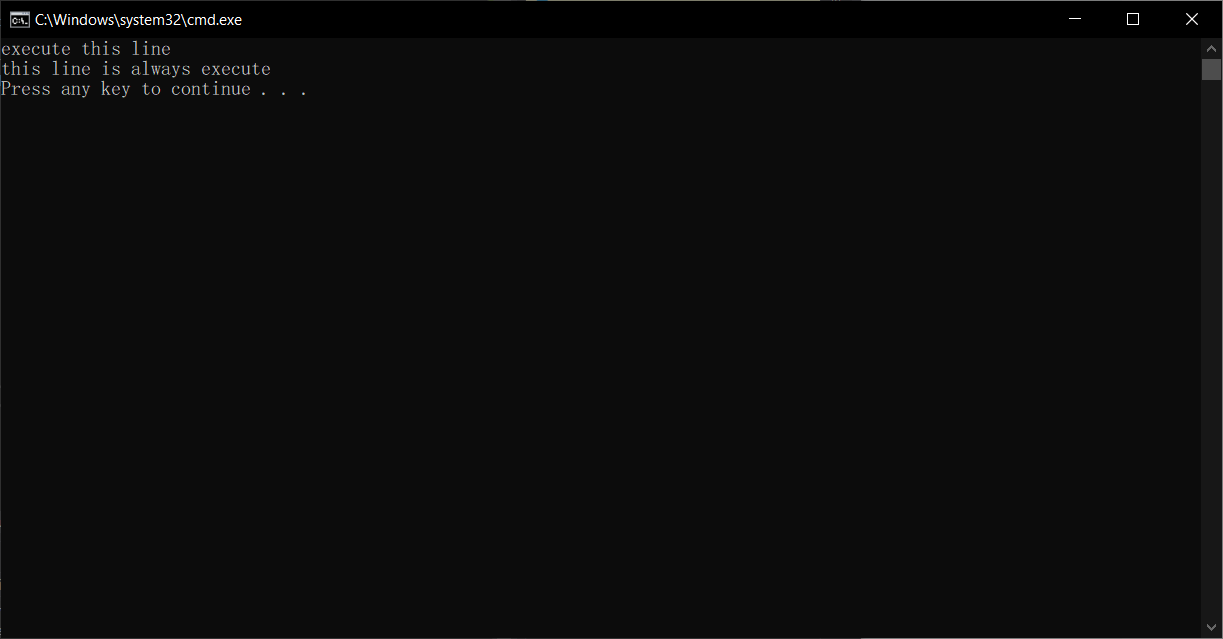 C:\Windows\system32\cmd.exe
execute this line
this line is always execute
Press any key to continue . . .